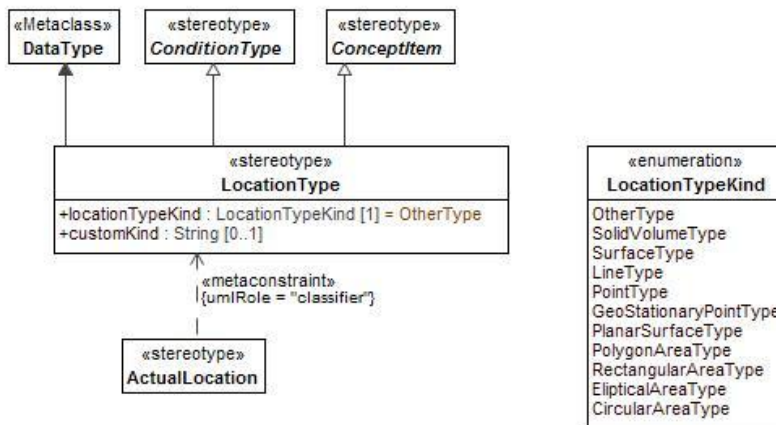 «Metaclass»
DataType
«stereotype»
ConditionType
«stereotype»
ConceptItem
«stereotype»
LocationType
+locationTypeKind : LocationTypeKind [1] = OtherType
+customKind : String [0..1]
«metaconstraint»
{umlRole = "classifier"}
«stereotype»
ActualLocation
«enumeration»
LocationTypeKind
OtherType
SolidVolumeType
SurfaceType
LineType
PointType
GeoStationaryPointType
PlanarSurfaceType
PolygonAreaType
RectangularAreaType
ElipticalAreaType
CircularAreaType